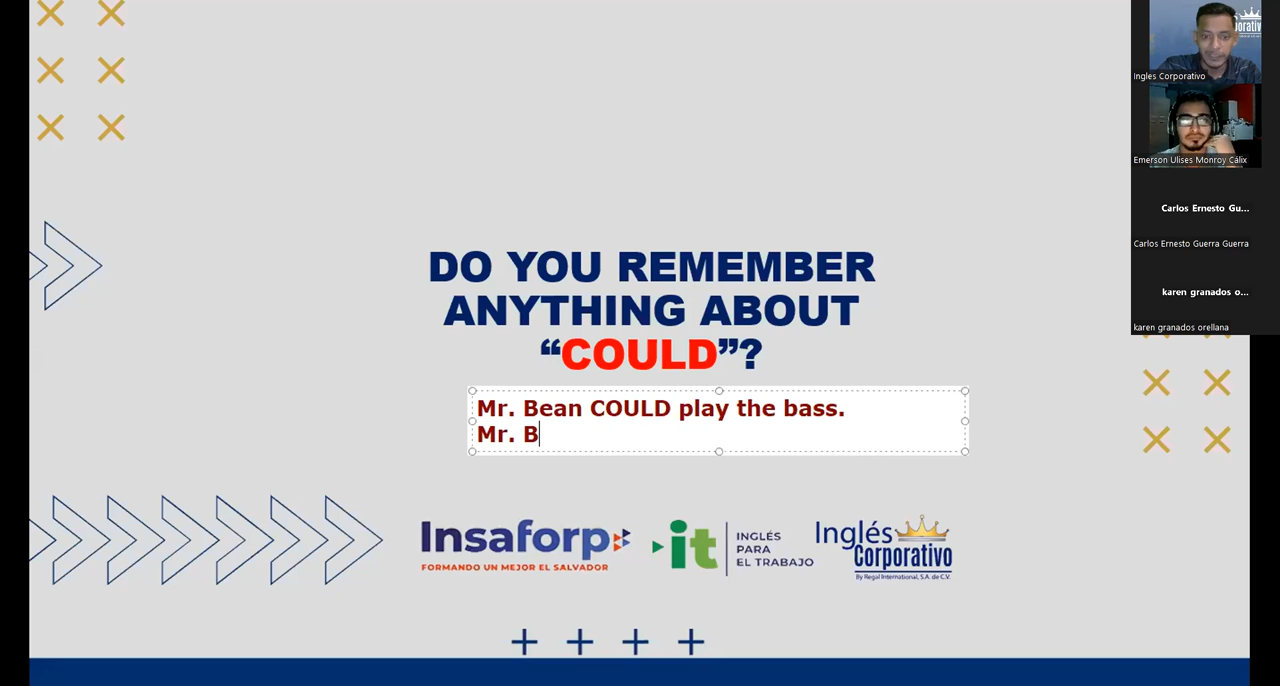 DO YOU REMEMBER
ANYTHING ABOUT
“COULD”?
Mr. Bean COULD play the bass.
Mr. B
Insaforp
FORMANDO UN MEJOR EL SALVADOR
it
INGLÉS
PARA
EL TRABAJO
Inglés
Corporativo
By Regal International, S.A. de C.V.
Ingles Corporativo
Emerson Ulises Monroy Cálix
Carlos Ernesto Gu...
Carlos Ernesto Guerra Guerra
karen granados o...
karen granados orellana